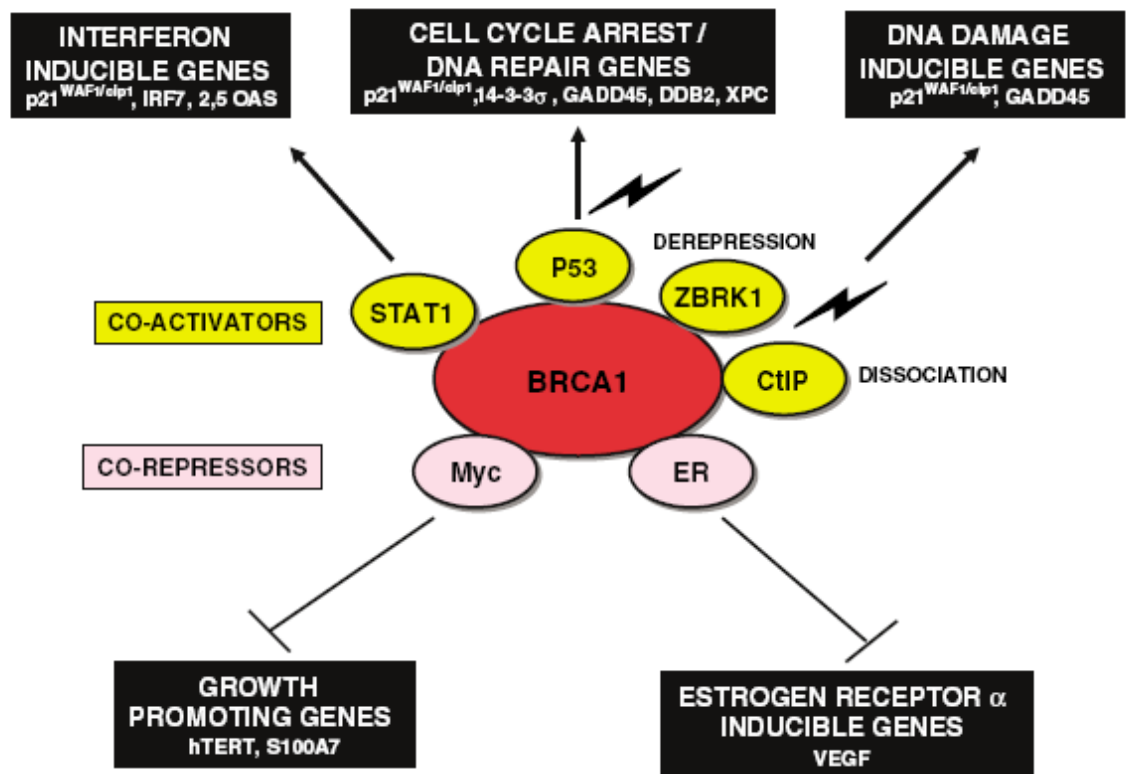 INTERFERON
INDUCIBLE GENES
p21WAF1/cip1, IRF7, 2,5 OAS
CELL CYCLE ARREST /
DNA REPAIR GENES
p21WAF1/cip1,14-3-3σ , GADD45, DDB2, XPC
DNA DAMAGE
INDUCIBLE GENES
p21WAF1/cip1, GADD45
P53
DEREPRESSION
ZBRK1
STAT1
CO-ACTIVATORS
BRCA1
CtIP
DISSOCIATION
CO-REPRESSORS
Myc
ER
GROWTH
PROMOTING GENES
hTERT, S100A7
ESTROGEN RECEPTOR α
INDUCIBLE GENES
VEGF